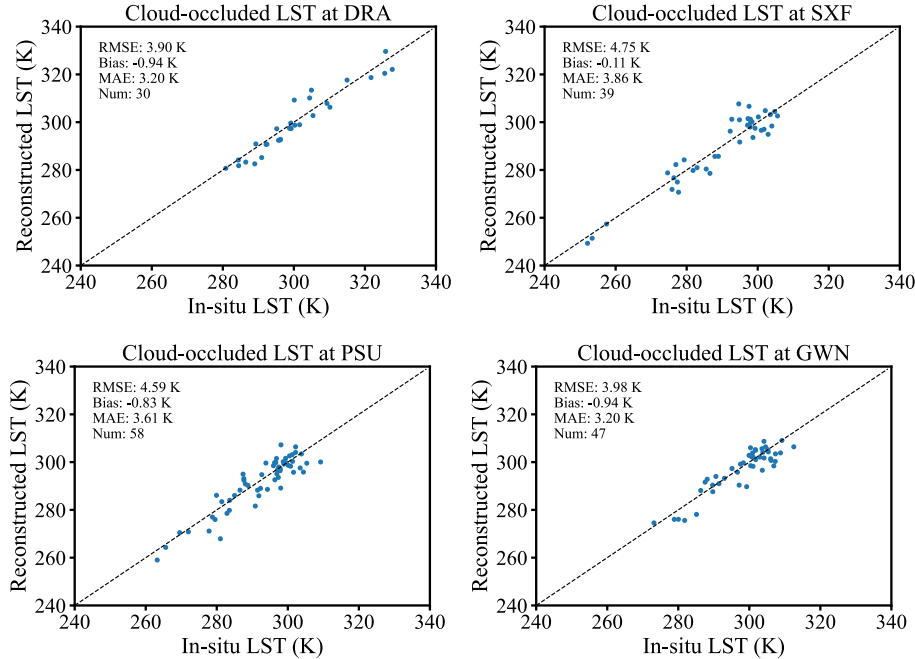 Cloud-occluded LST at DRA
RMSE: 3.90 K
Bias: -0.94 K
MAE: 3.20 K
Num: 30
Reconstructed LST (K)
340
320
300
280
260
240
240 260 280 300 320 340
In-situ LST (K)
Cloud-occluded LST at SXF
RMSE: 4.75 K
Bias: -0.11 K
MAE: 3.86 K
Num: 39
Reconstructed LST (K)
340
320
300
280
260
240
240 260 280 300 320 340
In-situ LST (K)
Cloud-occluded LST at PSU
RMSE: 4.59 K
Bias: -0.83 K
MAE: 3.61 K
Num: 58
Reconstructed LST (K)
340
320
300
280
260
240
240 260 280 300 320 340
In-situ LST (K)
Cloud-occluded LST at GWN
RMSE: 3.98 K
Bias: -0.94 K
MAE: 3.20 K
Num: 47
Reconstructed LST (K)
340
320
300
280
260
240
240 260 280 300 320 340
In-situ LST (K)